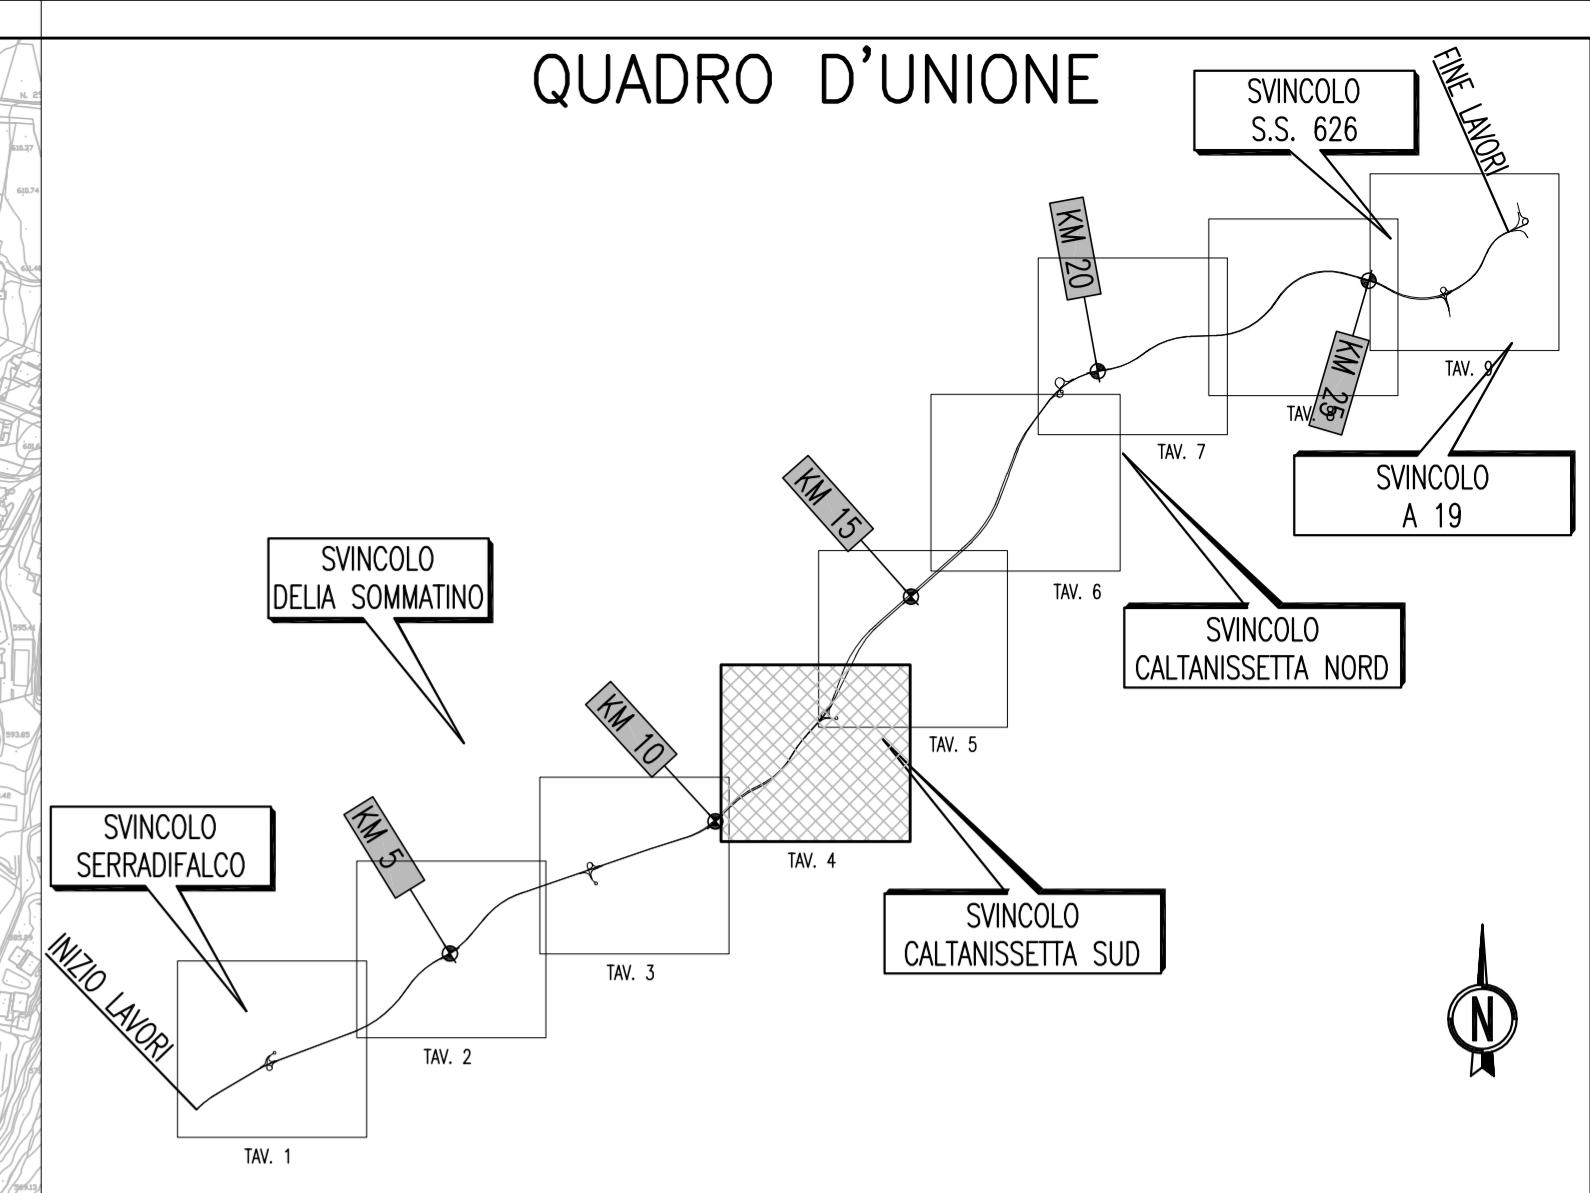 QUADRO D'UNIONE
SVINCOLO
S.S. 626
FINE LAVORI
KM 20
KM 25
TAV. 9
TAV. 8
TAV. 7
SVINCOLO
A 19
KM 15
TAV. 6
SVINCOLO
DELIA SOMMATINO
SVINCOLO
CALTANISSETTA NORD
KM 10
TAV. 5
KM 5
SVINCOLO
SERRADIFALCO
TAV. 4
SVINCOLO
CALTANISSETTA SUD
TAV. 3
INIZIO LAVORI
N
TAV. 2
TAV. 1